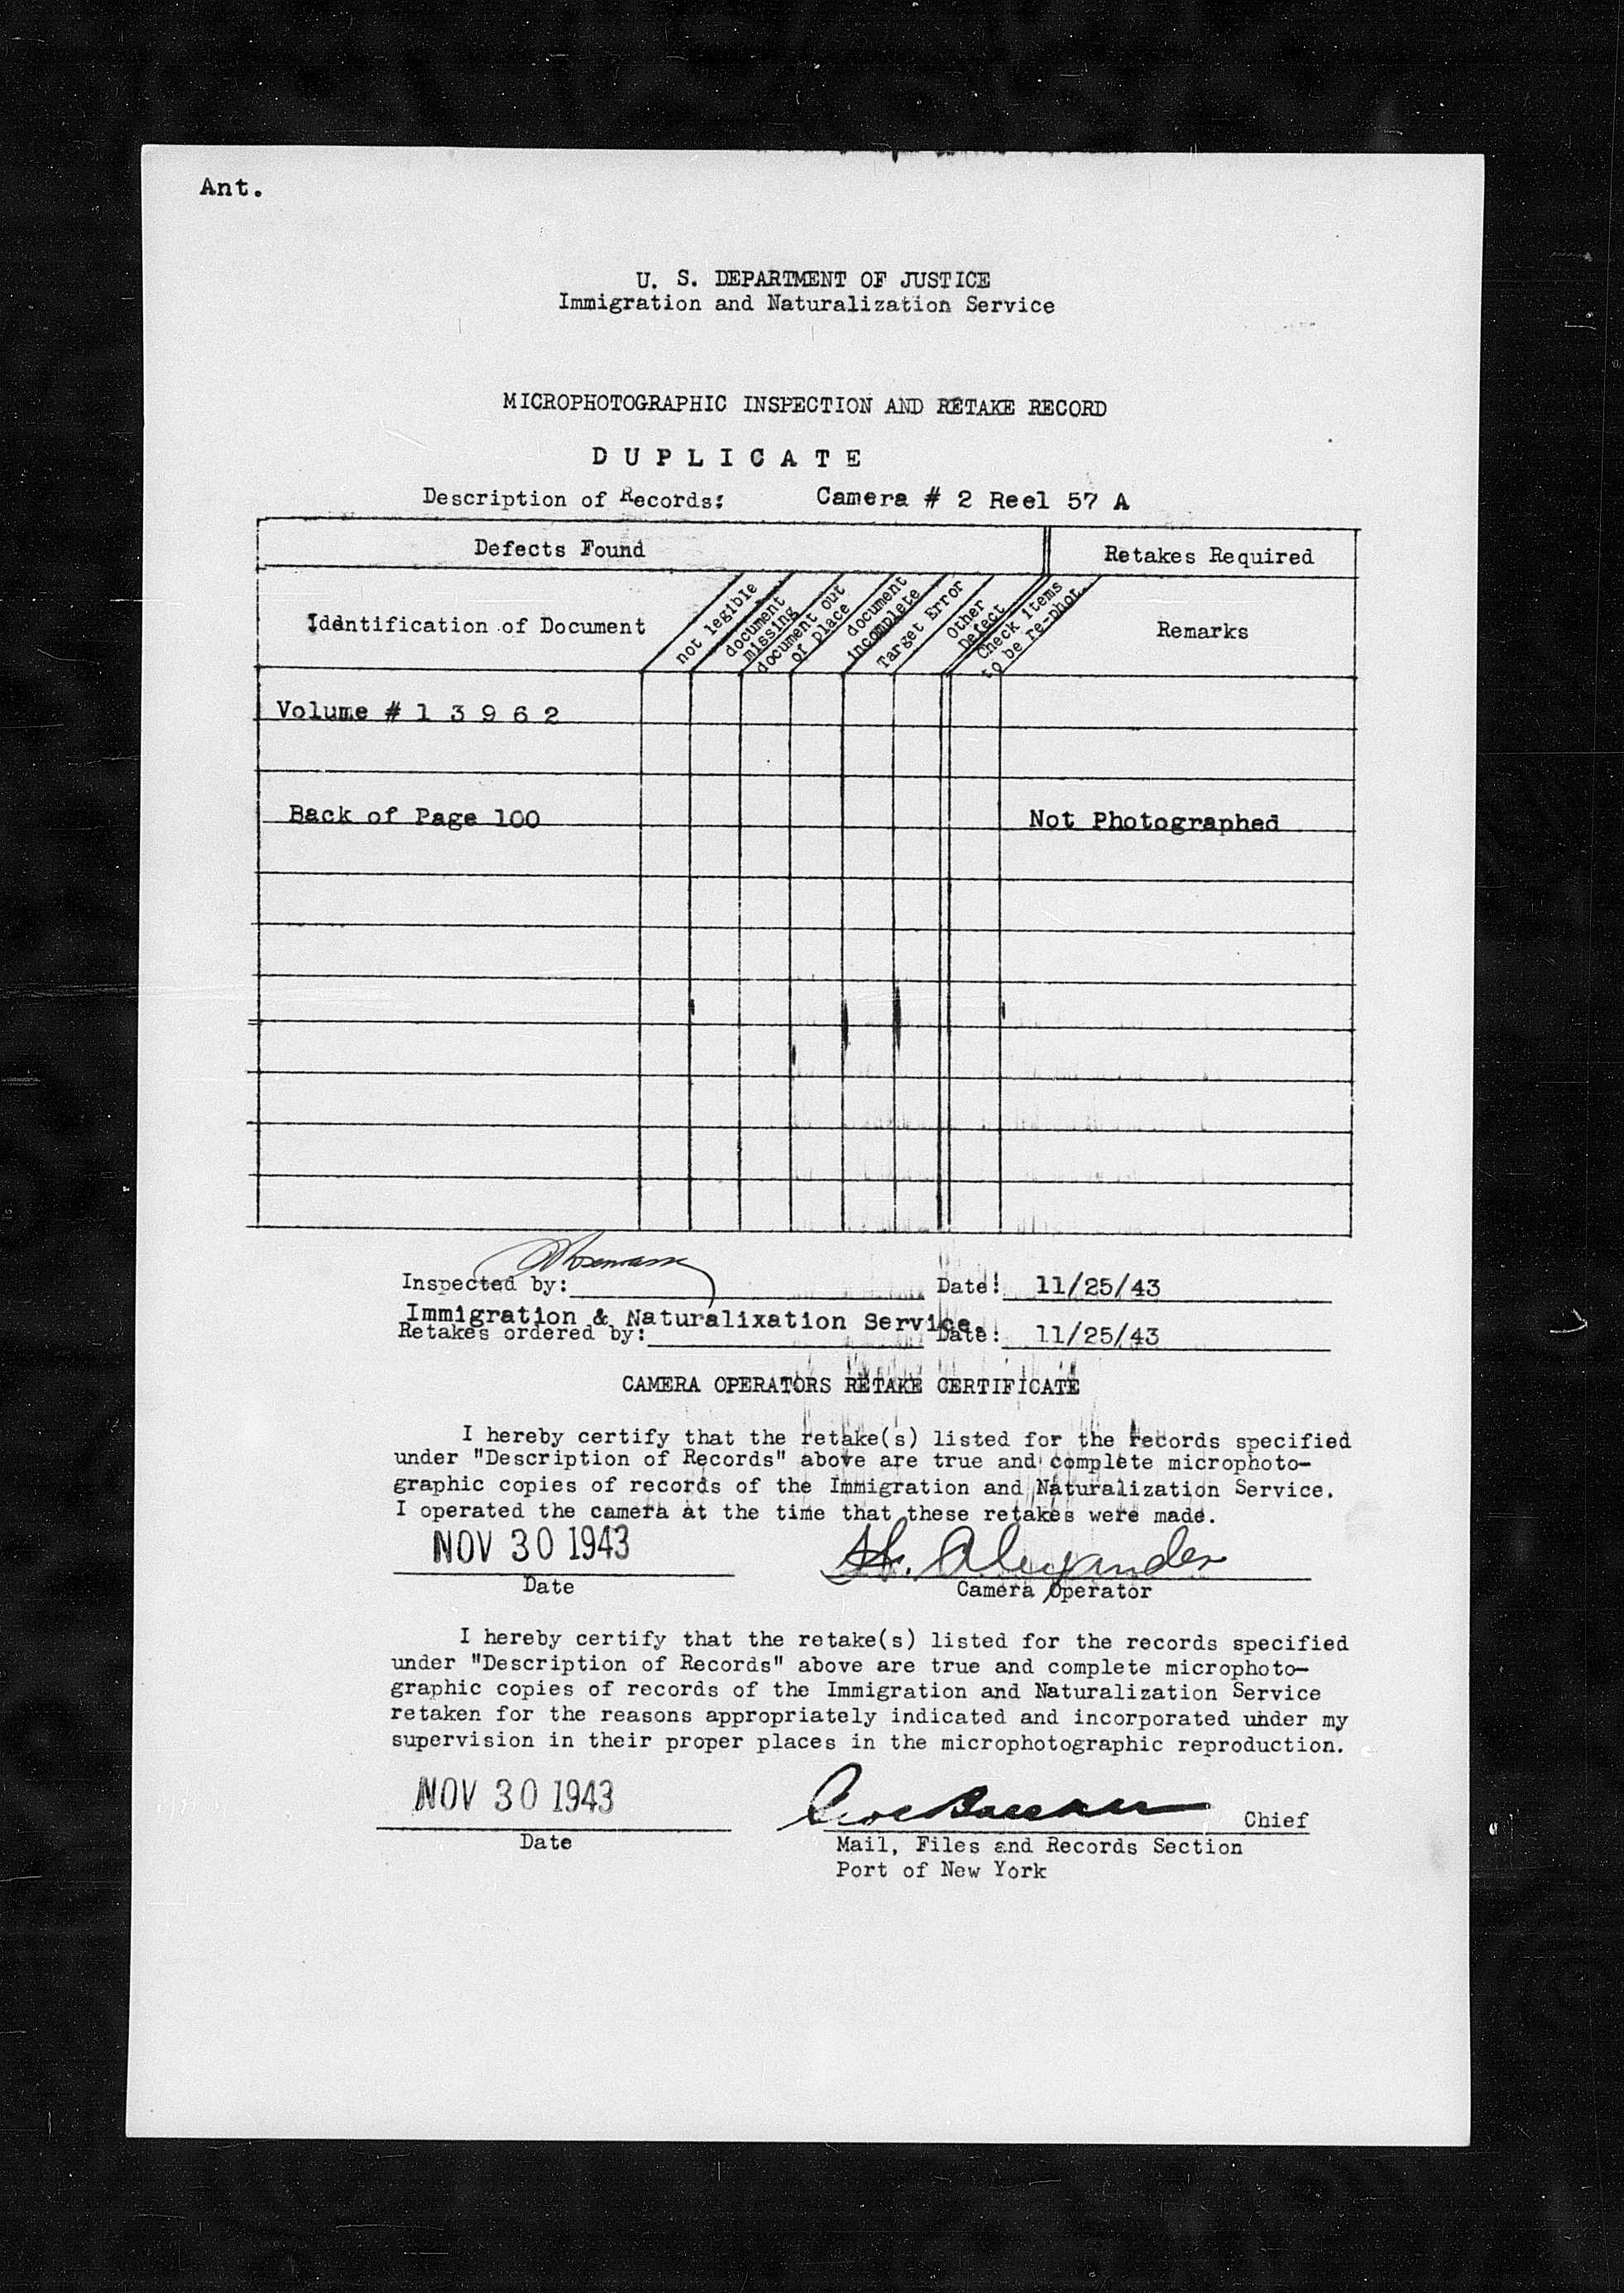 Ant.
U. S. DEPARTMENT OF JUSTICE
Immigration and Naturalization Service
MICROPHOTOGRAPHIC INSPECTION AND RETAKE RECORD
D U P L I C A T E
Description of Records: Camera # 2 Reel 57 A
Defects Found Retakes Required
Identification of Document
not legible
document missing
document out of place
document incomplete
Target Error
Other Defect
Check items to be re-phot.
Remarks
Volume # 1 3 9 6 2
Back of Page 100 Not Photographed
Inspected by: Date: 11/25/43
Immigration & Naturalixation Service.
Retakes ordered by: Date: 11/25/43
CAMERA OPERATORS RETAKE CERTIFICATE
I hereby certify that the retake(s) listed for the records specified
under "Description of Records" above are true and complete microphoto-
graphic copies of records of the Immigration and Naturalization Service.
I operated the camera at the time that these retakes were made.
NOV 30 1943 H. Alexander
Date Camera Operator
I hereby certify that the retake(s) listed for the records specified
under "Description of Records" above are true and complete microphoto-
graphic copies of records of the Immigration and Naturalization Service
retaken for the reasons appropriately indicated and incorporated under my
supervision in their proper places in the microphotographic reproduction.
NOV 30 1943 Chief
Date Mail, Files and Records Section
Port of New York